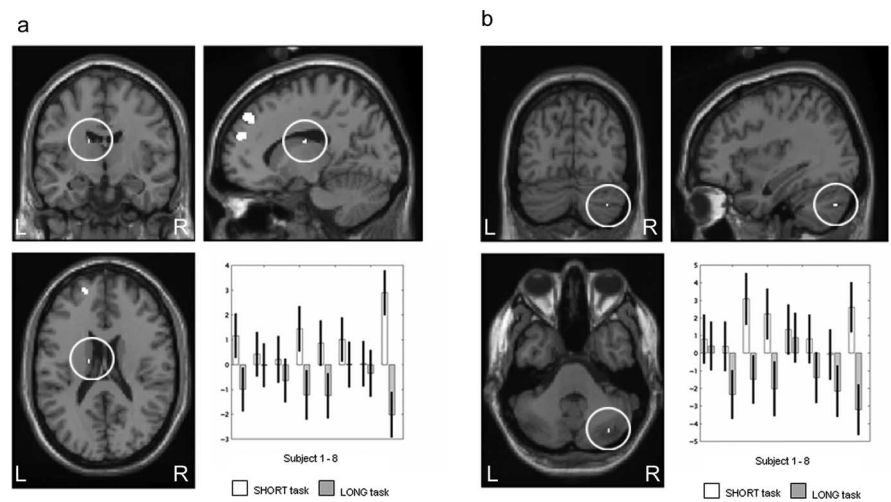 a
L
R
L
R
4
3
2
1
0
-1
-2
-3
Subject 1 - 8
SHORT task
LONG task
b
L
R
L
R
5
4
3
2
1
0
-1
-2
-3
-4
-5
Subject 1 - 8
SHORT task
LONG task